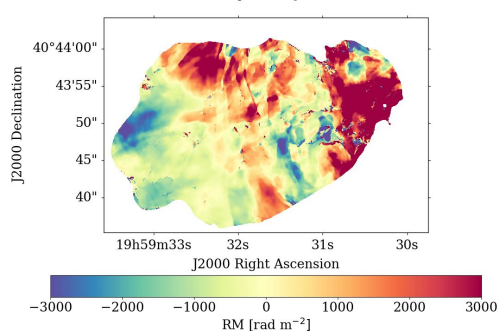 40°44'00"
43'55"
50"
45"
40"
J2000 Declination
19h59m33s 32s 31s 30s
J2000 Right Ascension
−3000 −2000 −1000 0 1000 2000 3000
RM [rad m⁻²]